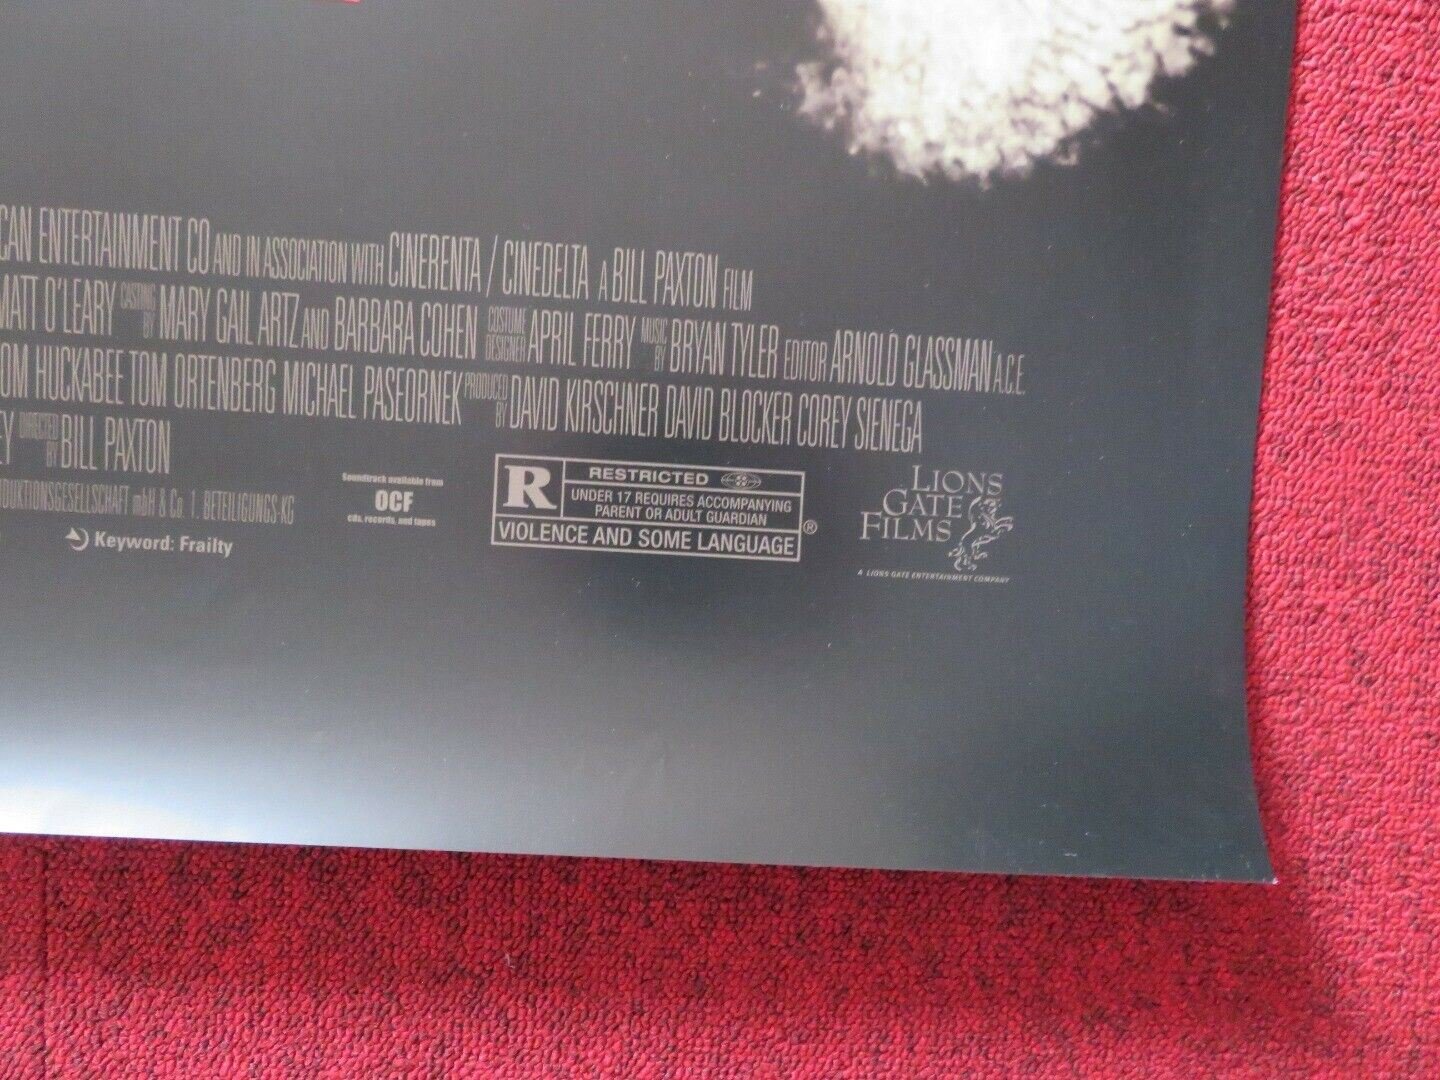 CAN ENTERTAINMENT CO AND IN ASSOCIATION WITH CINERENTA / CINEDELTA A BILL PAXTON FILM
MATT O'LEARY CASTING BY MARY GAIL ARTZ AND BARBARA COHEN COSTUME DESIGNER APRIL FERRY MUSIC BY BRYAN TYLER EDITOR ARNOLD GLASSMAN A.C.E.
OM HUCKABEE TOM ORTENBERG MICHAEL PASEORNEK PRODUCED BY DAVID KIRSCHNER DAVID BLOCKER COREY SIENEGA
EY DIRECTED BY BILL PAXTON
ODUKTIONSGESELLSCHAFT mbH & Co. 1. BETEILIGUNGS-KG
Keyword: Frailty
Soundtrack available from
OCF
cds, records, and tapes
R
RESTRICTED
UNDER 17 REQUIRES ACCOMPANYING
PARENT OR ADULT GUARDIAN
VIOLENCE AND SOME LANGUAGE ®
LIONS
GATE
FILMS
A LIONS GATE ENTERTAINMENT COMPANY